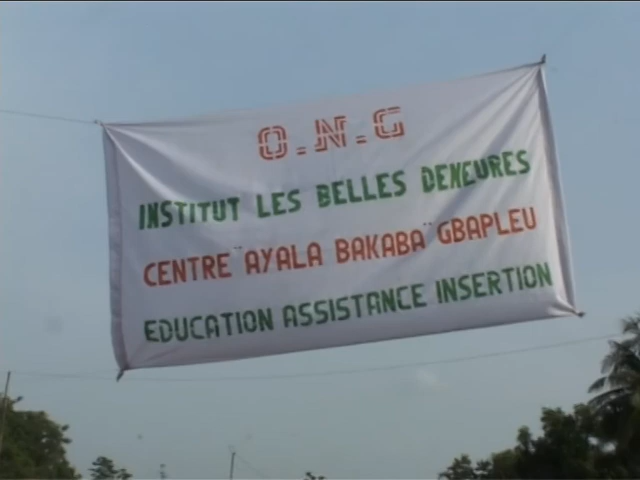 O.N.G
INSTITUT LES BELLES DEMEURES
CENTRE "AYALA BAKABA" GBAPLEU
EDUCATION ASSISTANCE INSERTION